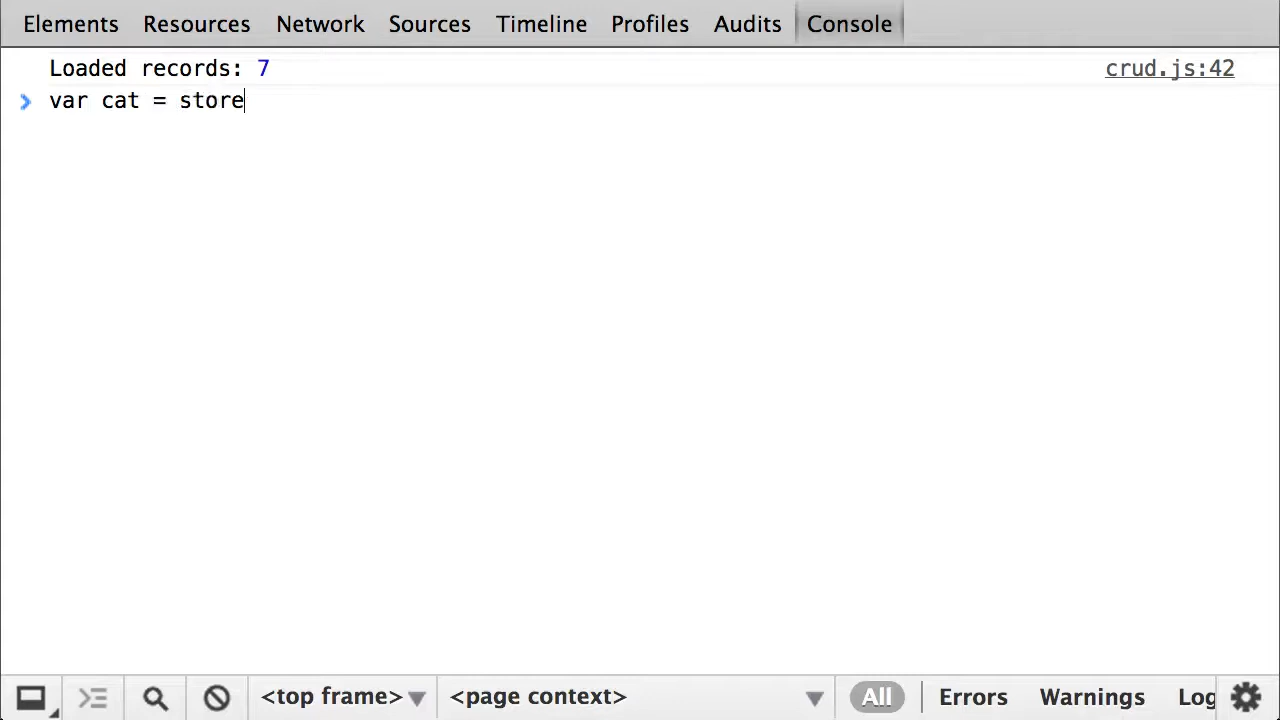 Elements Resources Network Sources Timeline Profiles Audits Console
Loaded records: 7 crud.js:42
var cat = store
<top frame> <page context> All Errors Warnings Log